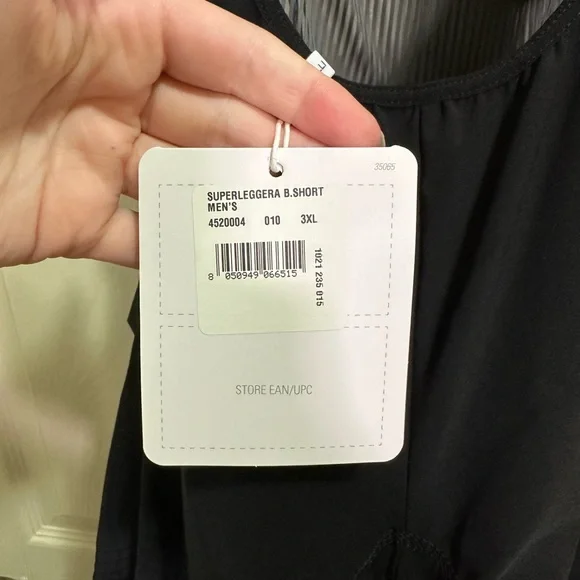 35065
SUPERLEGGERA B.SHORT
MEN'S
4520004 010 3XL
8 050949 066515
1021 235 015
STORE EAN/UPC